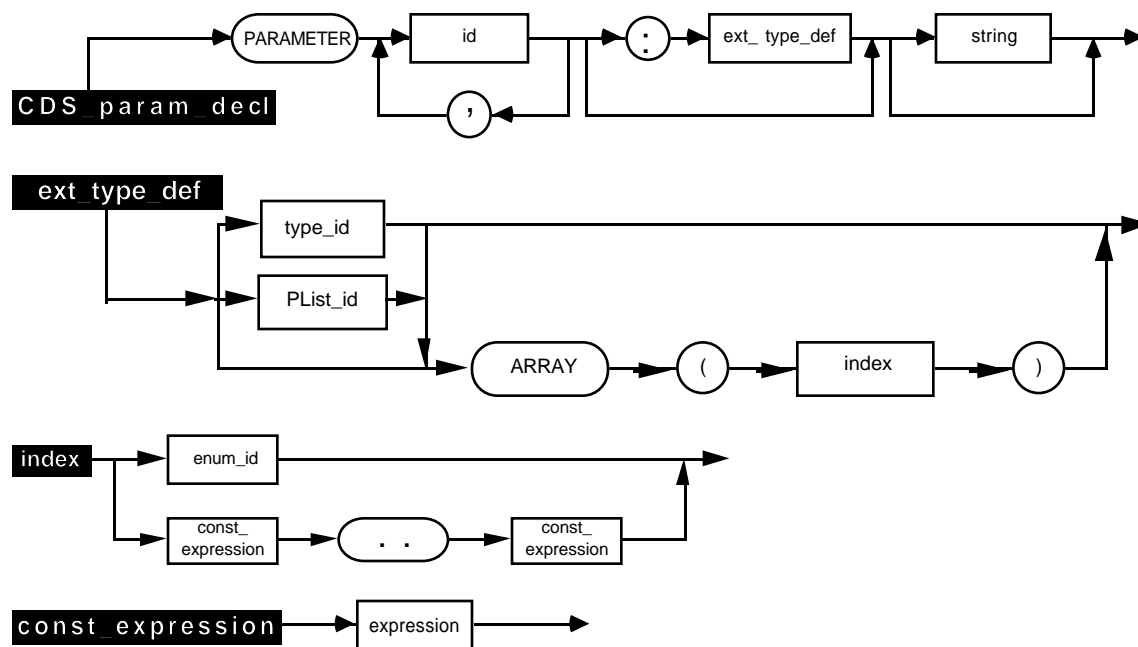 PARAMETER id : ext_ type_def string
CDS_param_decl ,
ext_type_def
type_id
PList_id
ARRAY ( index )
index enum_id
const_
expression
. .
const_
expression
const_expression expression